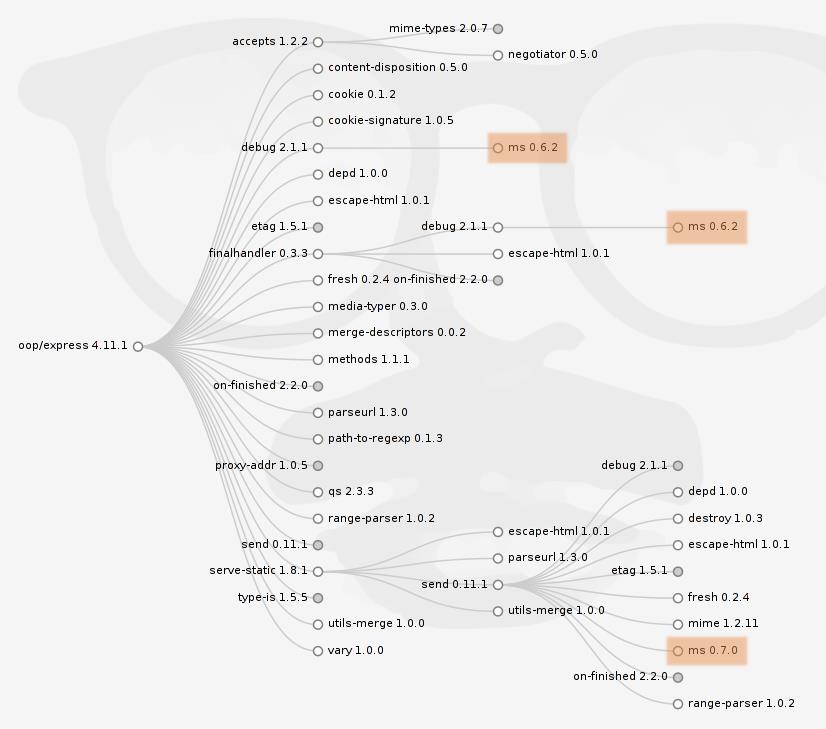 mime-types 2.0.7
accepts 1.2.2
negotiator 0.5.0
content-disposition 0.5.0
cookie 0.1.2
cookie-signature 1.0.5
debug 2.1.1
ms 0.6.2
depd 1.0.0
escape-html 1.0.1
etag 1.5.1
debug 2.1.1
ms 0.6.2
finalhandler 0.3.3
escape-html 1.0.1
fresh 0.2.4
on-finished 2.2.0
media-typer 0.3.0
merge-descriptors 0.0.2
oop/express 4.11.1
methods 1.1.1
on-finished 2.2.0
parseurl 1.3.0
path-to-regexp 0.1.3
proxy-addr 1.0.5
debug 2.1.1
qs 2.3.3
depd 1.0.0
range-parser 1.0.2
destroy 1.0.3
escape-html 1.0.1
send 0.11.1
escape-html 1.0.1
parseurl 1.3.0
serve-static 1.8.1
etag 1.5.1
send 0.11.1
type-is 1.5.5
fresh 0.2.4
utils-merge 1.0.0
utils-merge 1.0.0
mime 1.2.11
vary 1.0.0
ms 0.7.0
on-finished 2.2.0
range-parser 1.0.2